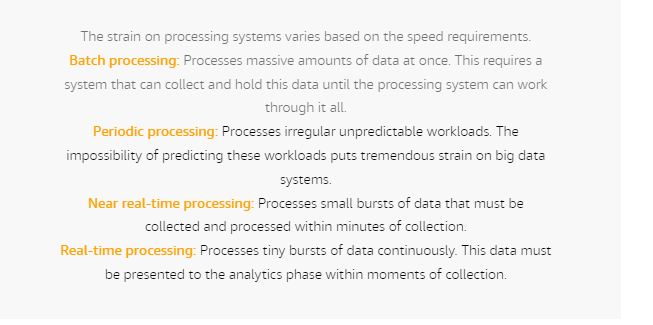 The strain on processing systems varies based on the speed requirements.
Batch processing: Processes massive amounts of data at once. This requires a
system that can collect and hold this data until the processing system can work
through it all.
Periodic processing: Processes irregular unpredictable workloads. The
impossibility of predicting these workloads puts tremendous strain on big data
systems.
Near real-time processing: Processes small bursts of data that must be
collected and processed within minutes of collection.
Real-time processing: Processes tiny bursts of data continuously. This data must
be presented to the analytics phase within moments of collection.